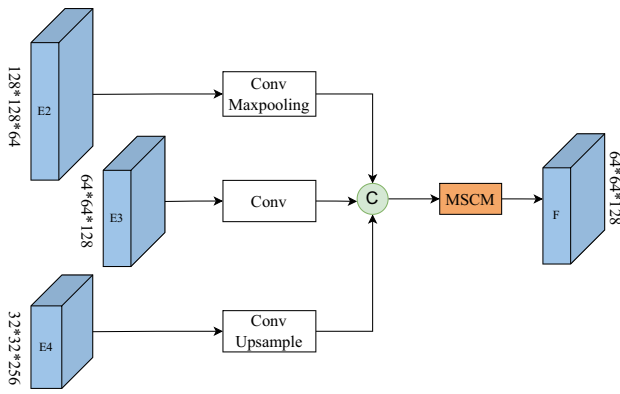 128*128*64
E2
Conv
Maxpooling
64*64*128
E3
Conv
C
MSCM
F
64*64*128
32*32*256
E4
Conv
Upsample